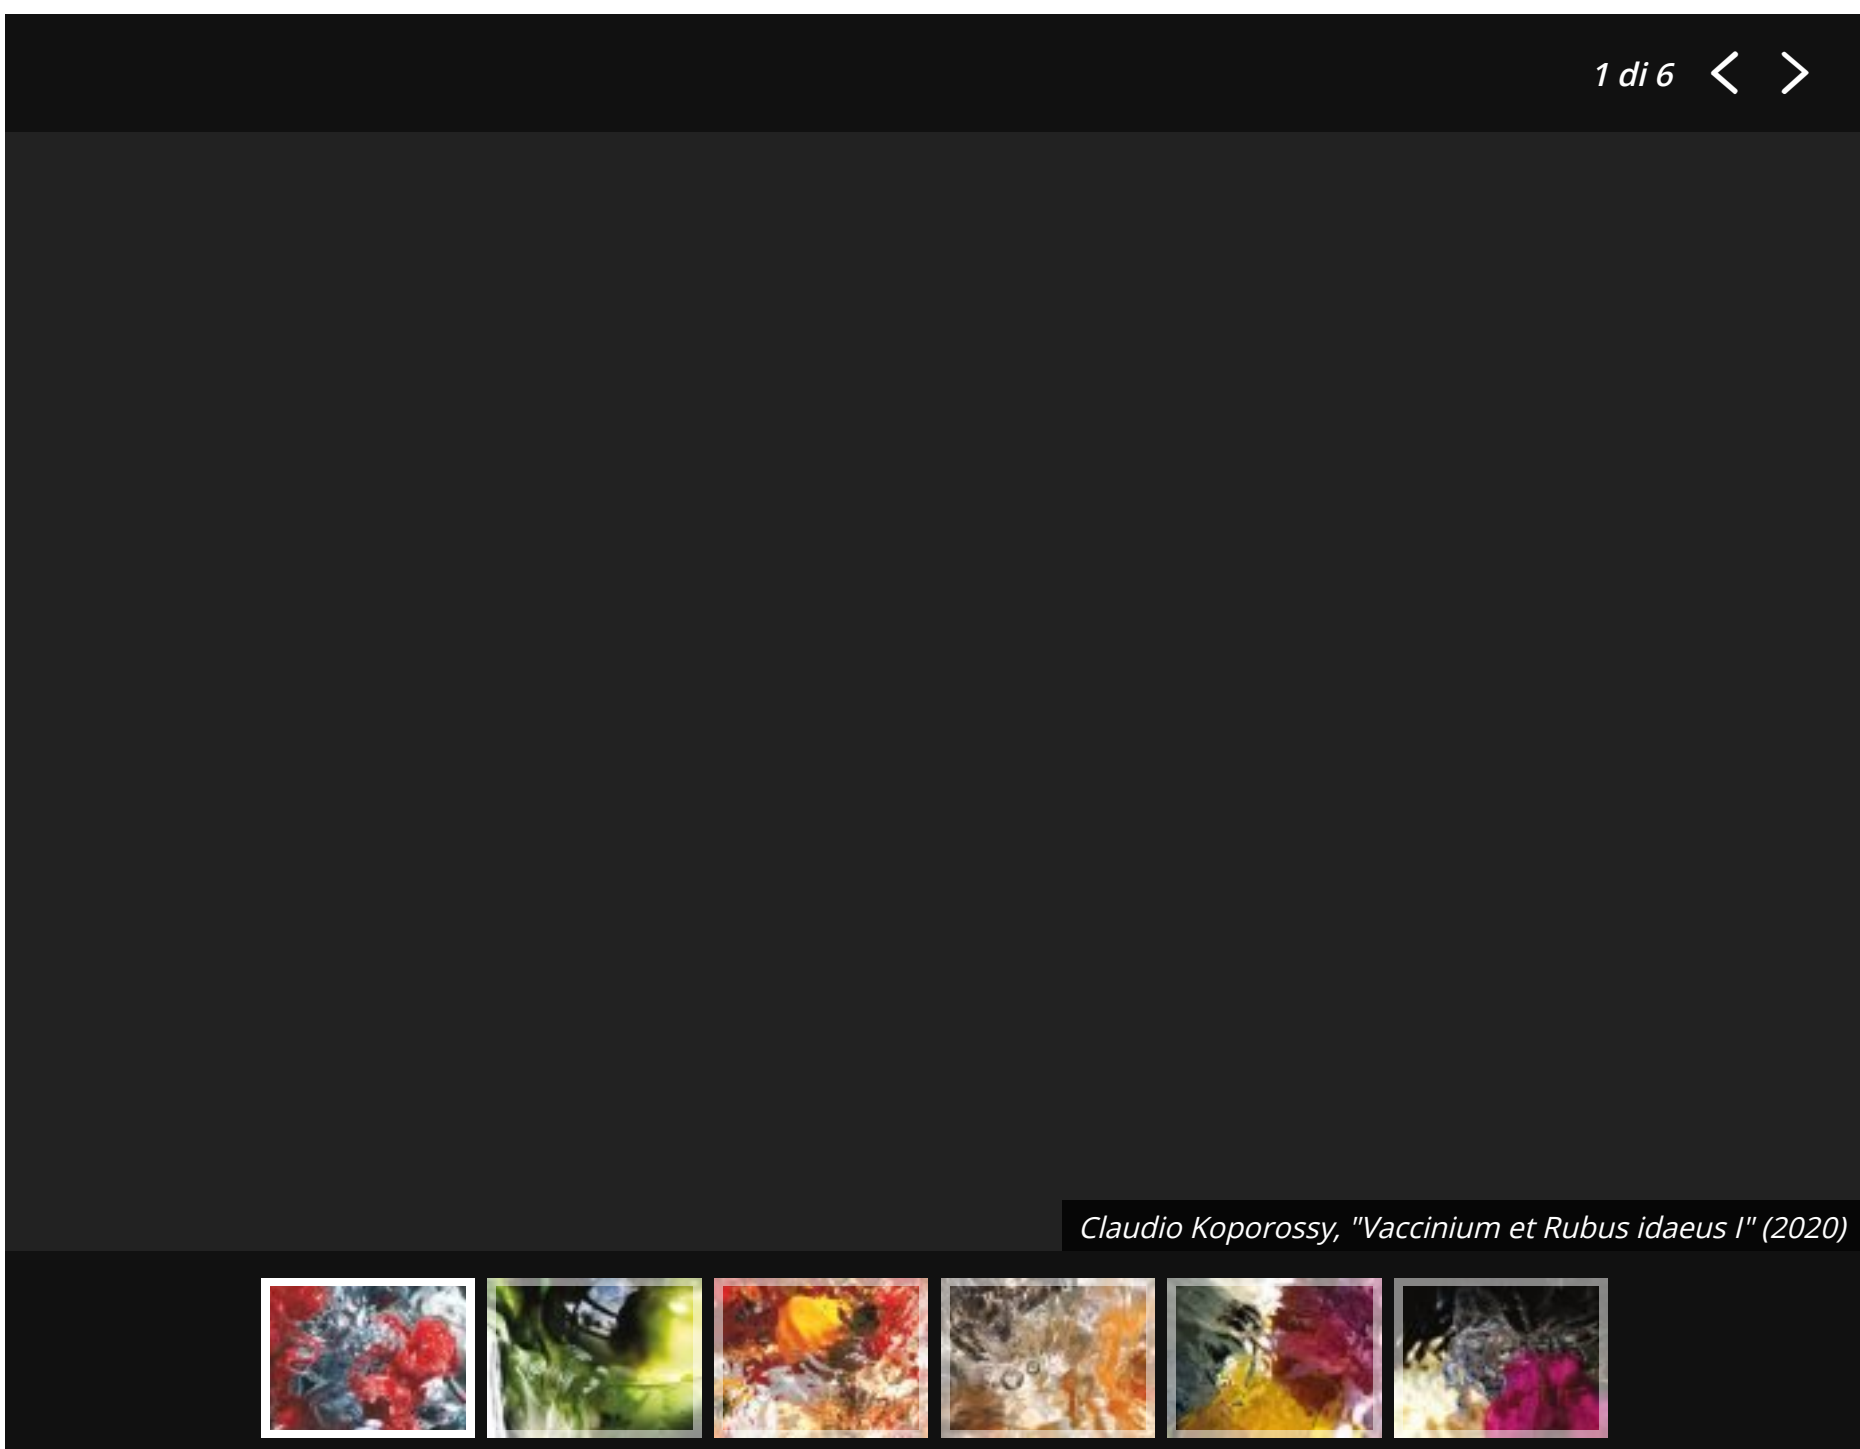 1 di 6
Claudio Koporossy, "Vaccinium et Rubus idaeus I" (2020)